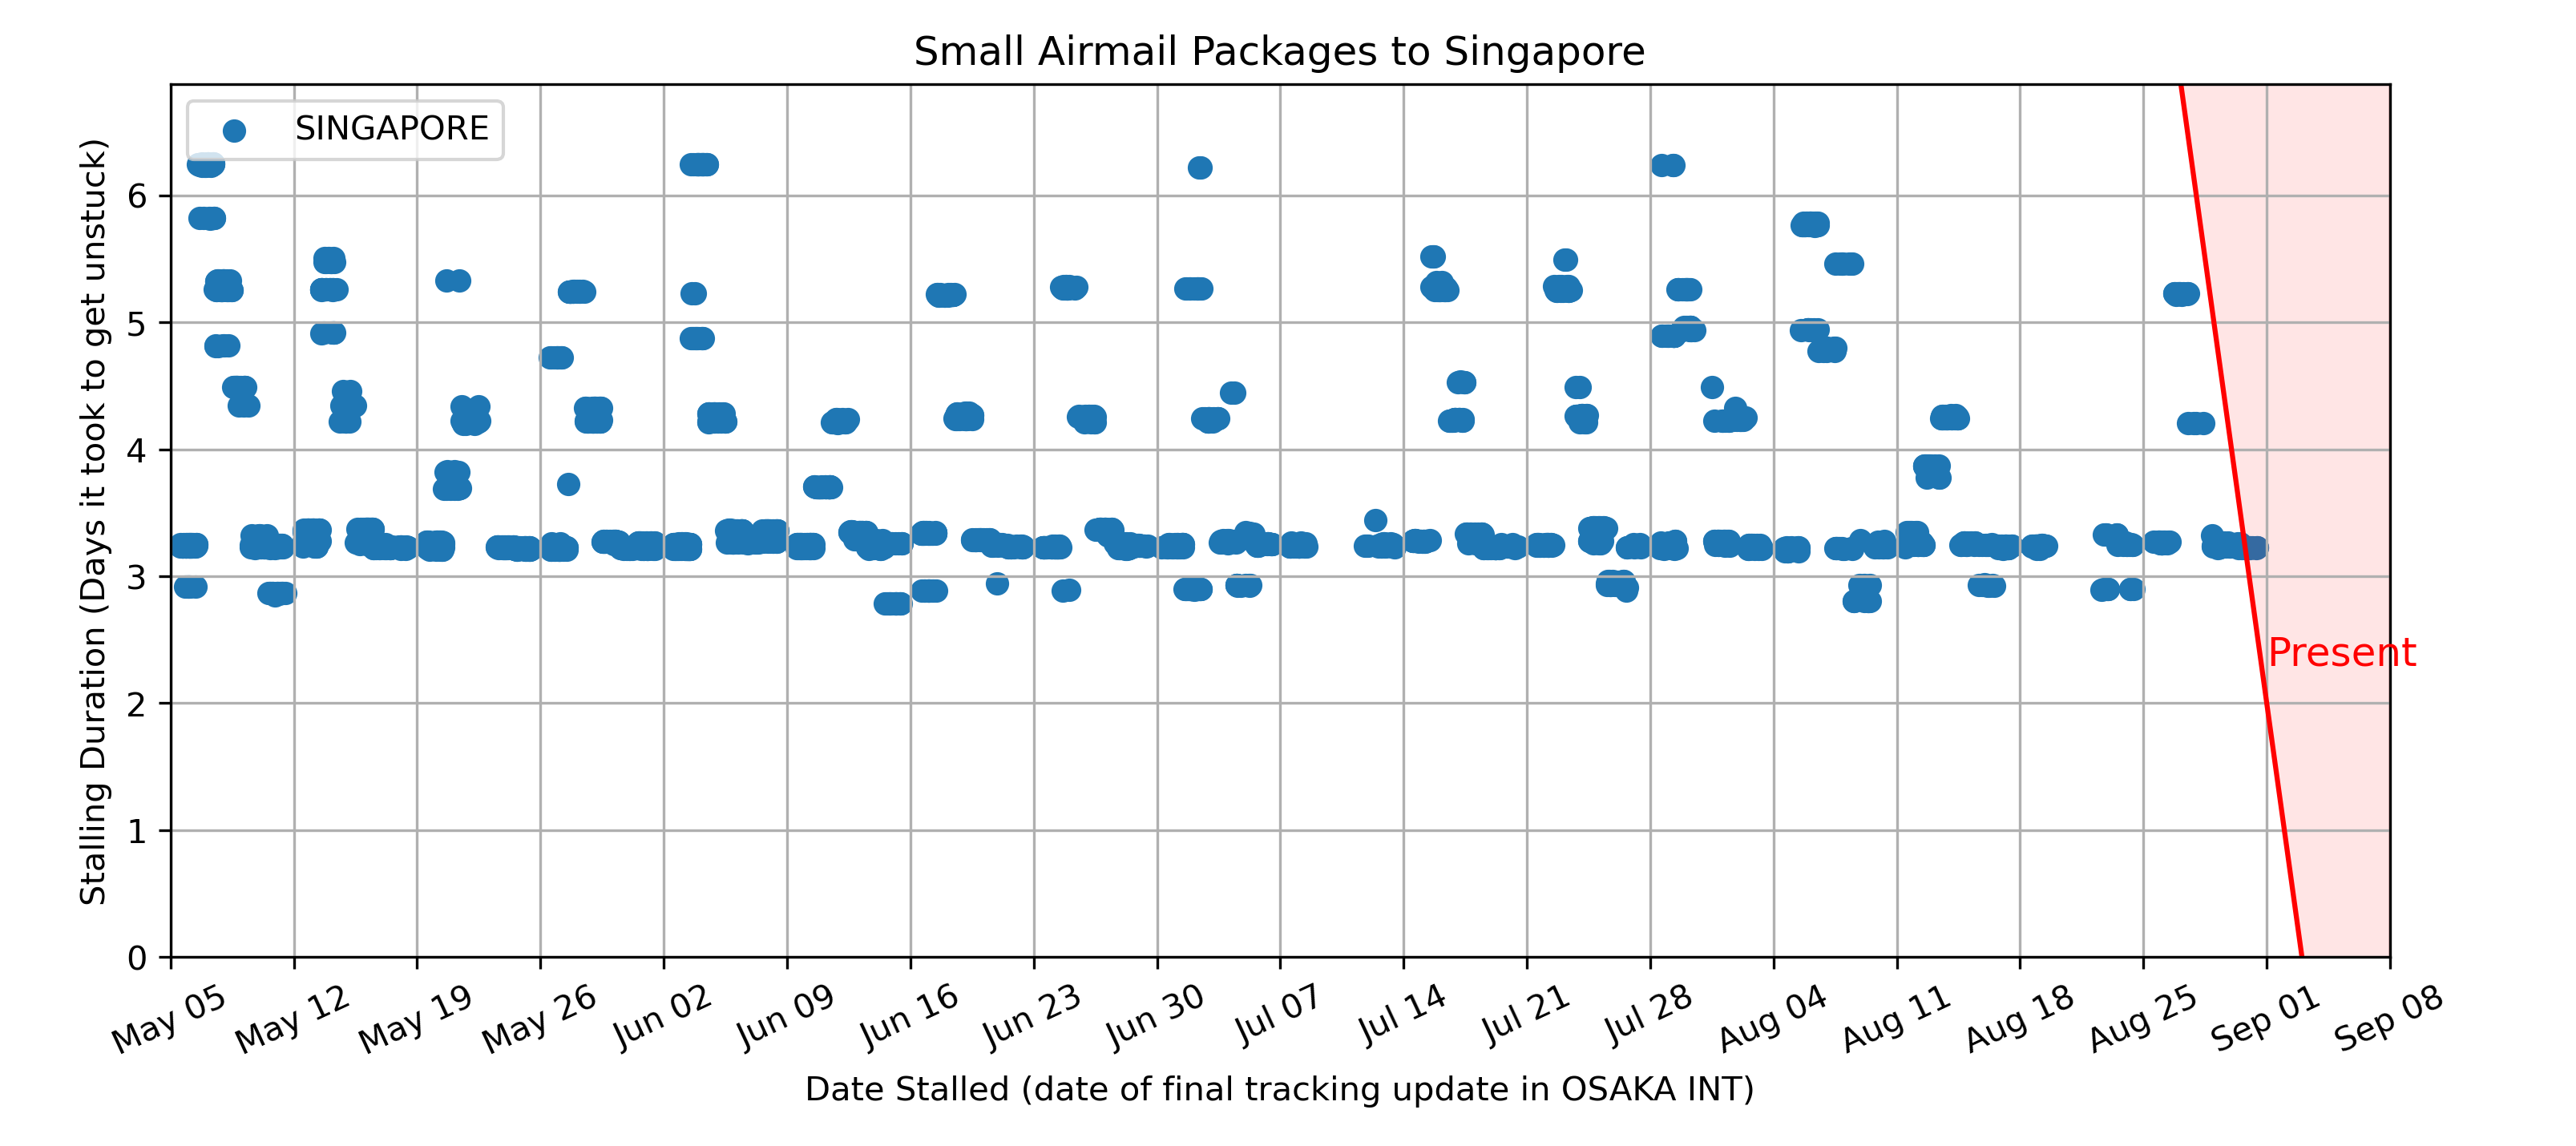 Small Airmail Packages to Singapore
SINGAPORE
Stalling Duration (Days it took to get unstuck)
6
5
4
3
2
1
0
Present
May 05
May 12
May 19
May 26
Jun 02
Jun 09
Jun 16
Jun 23
Jun 30
Jul 07
Jul 14
Jul 21
Jul 28
Aug 04
Aug 11
Aug 18
Aug 25
Sep 01
Sep 08
Date Stalled (date of final tracking update in OSAKA INT)